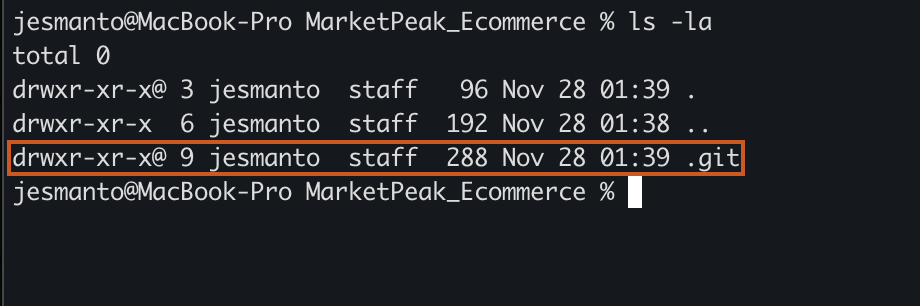 jesmanto@MacBook-Pro MarketPeak_Ecommerce % ls -la
total 0
drwxr-xr-x@ 3 jesmanto  staff   96 Nov 28 01:39 .
drwxr-xr-x  6 jesmanto  staff  192 Nov 28 01:38 ..
drwxr-xr-x@ 9 jesmanto  staff  288 Nov 28 01:39 .git
jesmanto@MacBook-Pro MarketPeak_Ecommerce %